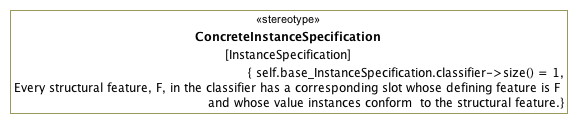 «stereotype»
ConcreteInstanceSpecification
[InstanceSpecification]
{ self.base_InstanceSpecification.classifier->size() = 1,
Every structural feature, F, in the classifier has a corresponding slot whose defining feature is F
and whose value instances conform  to the structural feature.}